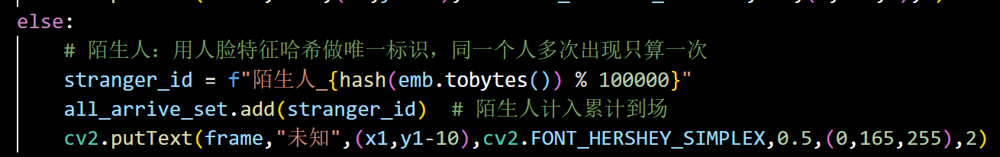 else:
# 陌生人：用人脸特征哈希做唯一标识，同一个人多次出现只算一次
stranger_id = f"陌生人_{hash(emb.tobytes()) % 100000}"
all_arrive_set.add(stranger_id)  # 陌生人计入累计到场
cv2.putText(frame,"未知",(x1,y1-10),cv2.FONT_HERSHEY_SIMPLEX,0.5,(0,165,255),2)